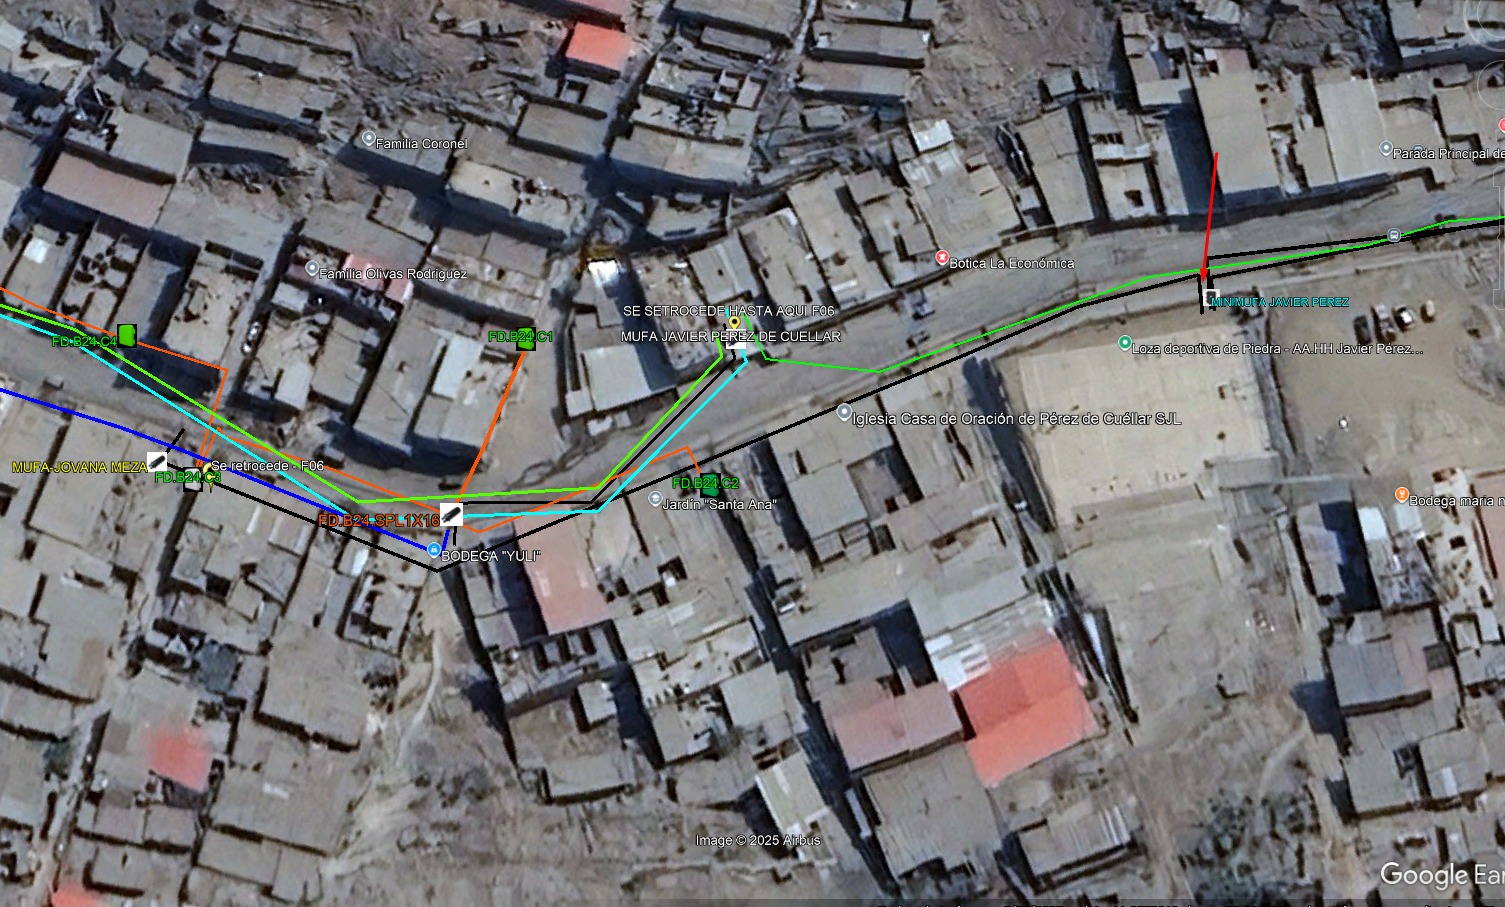 Familia Coronel
Parada Principal de
Familia Olivas Rodriguez
Botica La Económica
MINIMUFA JAVIER PEREZ
SE SETROCEDE HASTA AQUI F06
MUFA JAVIER PEREZ DE CUELLAR
FD.B24.C1
FD.B24.C4
Loza deportiva de Piedra - AA.HH Javier Pérez...
Iglesia Casa de Oración de Pérez de Cuéllar SJL
MUFA-JOVANA MEZA
Se retrocede - F06
FD.B24.C3
FD.B24.C2
Jardín "Santa Ana"
Bodega maria
FD.B24.SPL1X16
BODEGA "YULI"
Image © 2025 Airbus
Google Ear